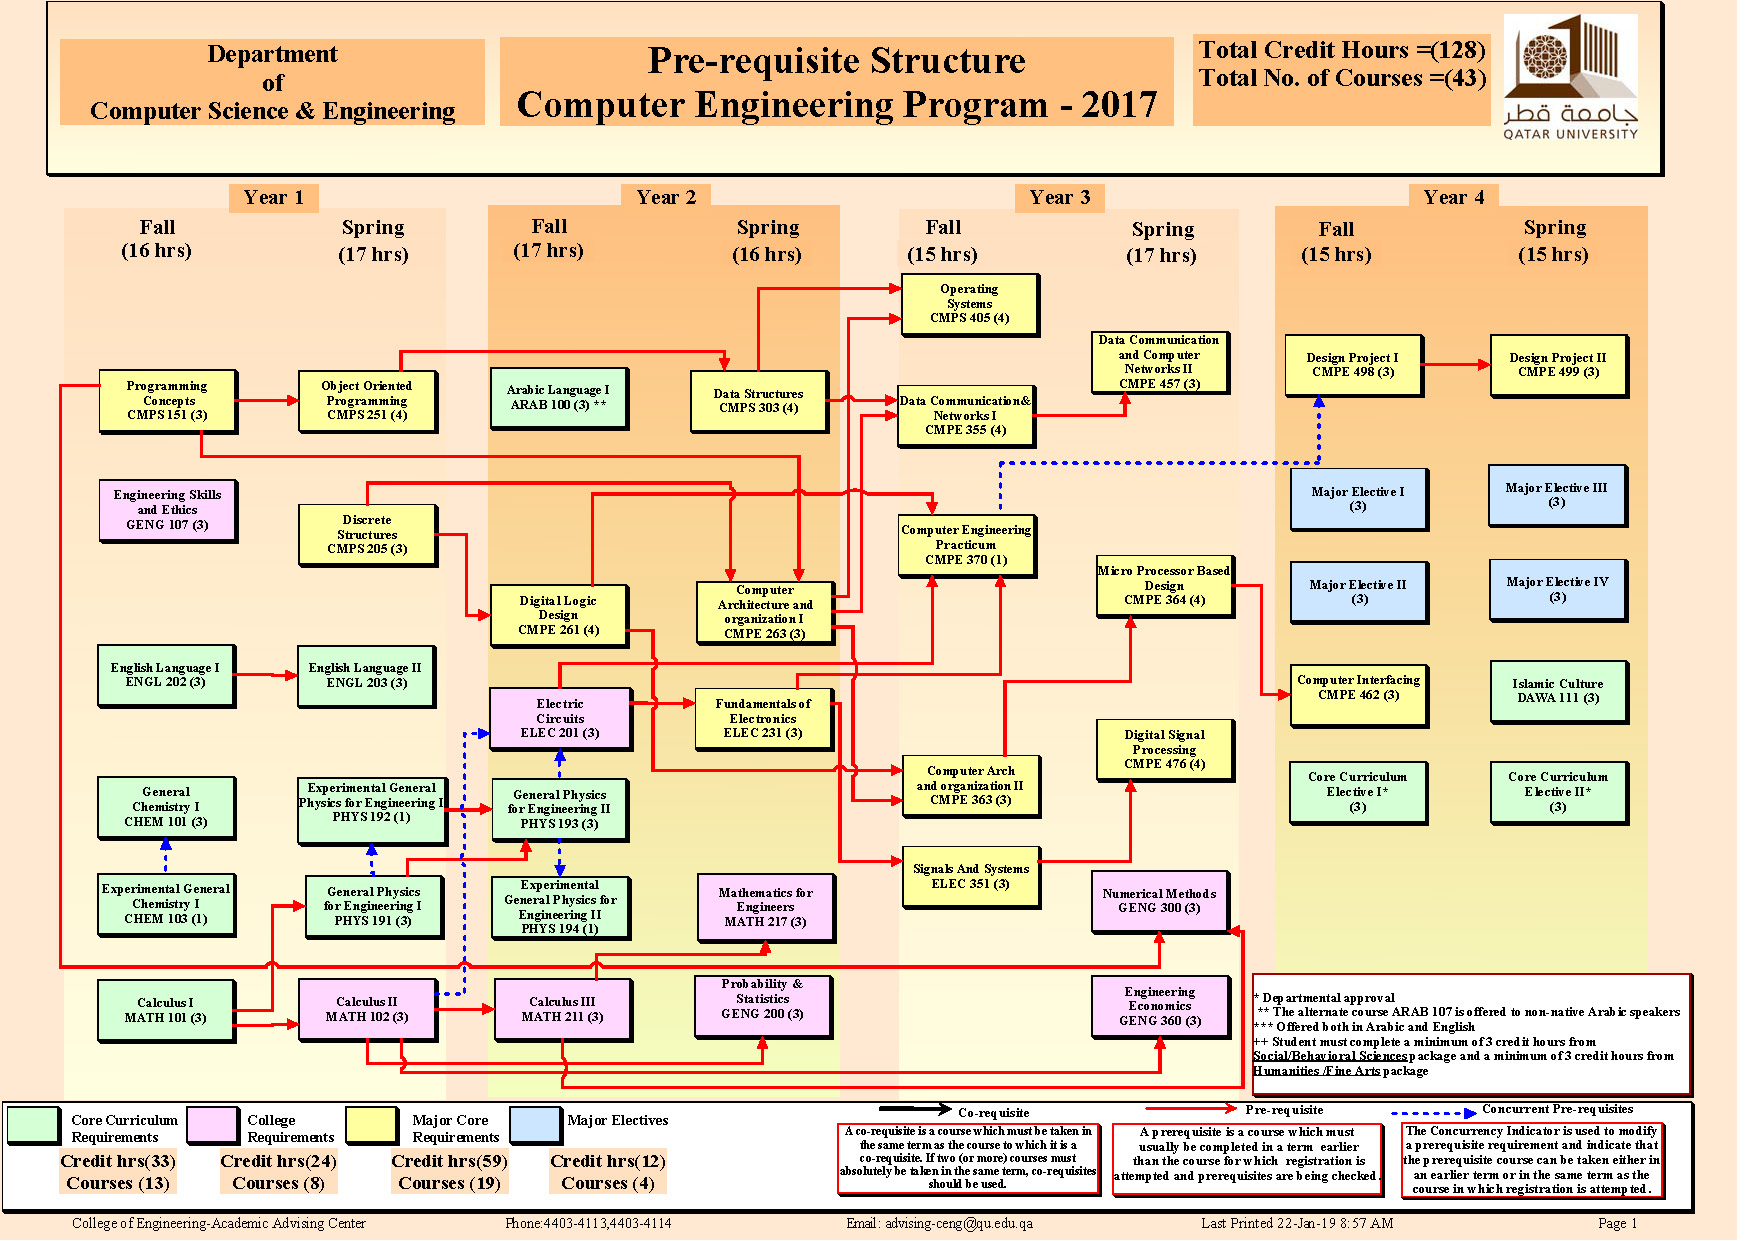 Department
of
Computer Science & Engineering
Pre-requisite Structure
Computer Engineering Program - 2017
Total Credit Hours =(128)
Total No. of Courses =(43)
جامعة قطر
QATAR UNIVERSITY
Year 1
Year 2
Year 3
Year 4
Fall
(16 hrs)
Spring
(17 hrs)
Fall
(17 hrs)
Spring
(16 hrs)
Fall
(15 hrs)
Spring
(17 hrs)
Fall
(15 hrs)
Spring
(15 hrs)
Programming
Concepts
CMPS 151 (3)
Engineering Skills
and Ethics
GENG 107 (3)
English Language I
ENGL 202 (3)
General
Chemistry I
CHEM 101 (3)
Experimental General
Chemistry I
CHEM 103 (1)
Calculus I
MATH 101 (3)
Object Oriented
Programming
CMPS 251 (4)
Discrete
Structures
CMPS 205 (3)
English Language II
ENGL 203 (3)
Experimental General
Physics for Engineering I
PHYS 192 (1)
General Physics
for Engineering I
PHYS 191 (3)
Calculus II
MATH 102 (3)
Arabic Language I
ARAB 100 (3) **
Digital Logic
Design
CMPE 261 (4)
Electric
Circuits
ELEC 201 (3)
General Physics
for Engineering II
PHYS 193 (3)
Experimental
General Physics for
Engineering II
PHYS 194 (1)
Calculus III
MATH 211 (3)
Data Structures
CMPS 303 (4)
Computer
Architecture and
organization I
CMPE 263 (3)
Fundamentals of
Electronics
ELEC 231 (3)
Mathematics for
Engineers
MATH 217 (3)
Probability &
Statistics
GENG 200 (3)
Operating
Systems
CMPS 405 (4)
Data Communication&
Networks I
CMPE 355 (4)
Computer Engineering
Practicum
CMPE 370 (1)
Computer Arch
and organization II
CMPE 363 (3)
Signals And Systems
ELEC 351 (3)
Data Communication
and Computer
Networks II
CMPE 457 (3)
Micro Processor Based
Design
CMPE 364 (4)
Digital Signal
Processing
CMPE 476 (4)
Numerical Methods
GENG 300 (3)
Engineering
Economics
GENG 360 (3)
Design Project I
CMPE 498 (3)
Major Elective I
(3)
Major Elective II
(3)
Computer Interfacing
CMPE 462 (3)
Core Curriculum
Elective I*
(3)
Design Project II
CMPE 499 (3)
Major Elective III
(3)
Major Elective IV
(3)
Islamic Culture
DAWA 111 (3)
Core Curriculum
Elective II*
(3)
* Departmental approval
** The alternate course ARAB 107 is offered to non-native Arabic speakers
*** Offered both in Arabic and English
++ Student must complete a minimum of 3 credit hours from
Social/Behavioral Sciences package and a minimum of 3 credit hours from
Humanities /Fine Arts package
Core Curriculum
Requirements
Credit hrs(33)
Courses (13)
College
Requirements
Credit hrs(24)
Courses (8)
Major Core
Requirements
Credit hrs(59)
Courses (19)
Major Electives
Credit hrs(12)
Courses (4)
Co-requisite
A co-requisite is a course which must be taken in
the same term as the course to which it is a
co-requisite. If two (or more) courses must
absolutely be taken in the same term, co-requisites
should be used.
Pre-requisite
A prerequisite is a course which must
usually be completed in a term earlier
than the course for which registration is
attempted and prerequisites are being checked.
Concurrent Pre-requisites
The Concurrency Indicator is used to modify
a prerequisite requirement and indicate that
the prerequisite course can be taken either in
an earlier term or in the same term as the
course in which registration is attempted.
College of Engineering-Academic Advising Center
Phone:4403-4113,4403-4114
Email: advising-ceng@qu.edu.qa
Last Printed 22-Jan-19 8:57 AM
Page 1